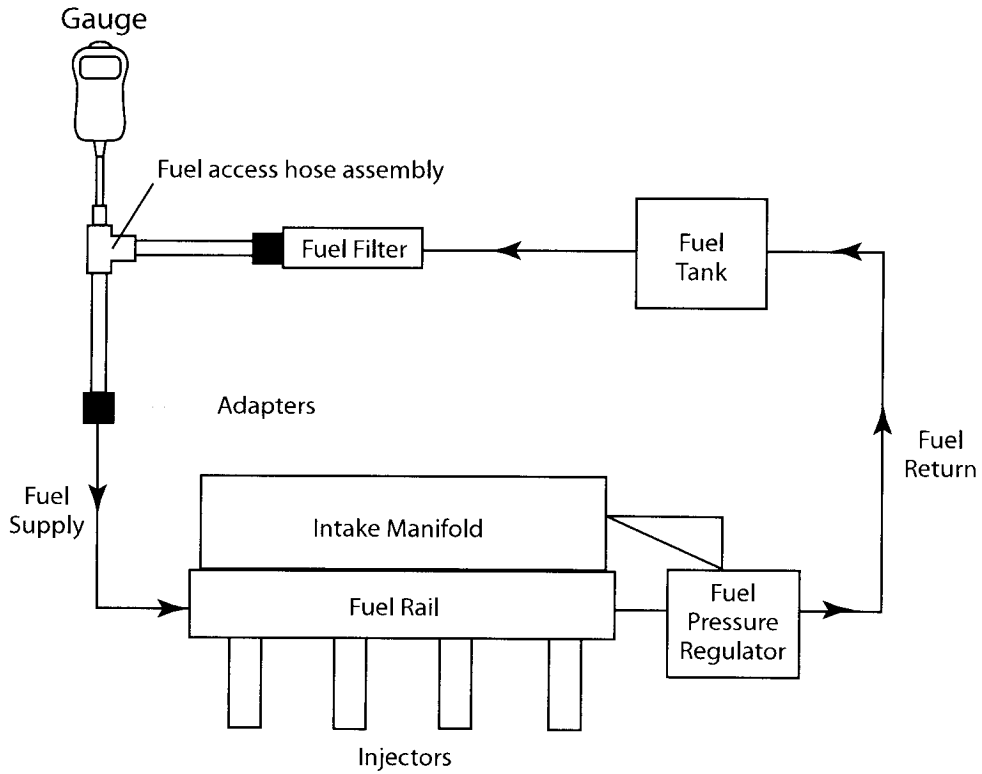 Gauge
Fuel access hose assembly
Fuel Filter
Fuel
Tank
Adapters
Fuel
Return
Fuel
Supply
Intake Manifold
Fuel Rail
Fuel
Pressure
Regulator
Injectors